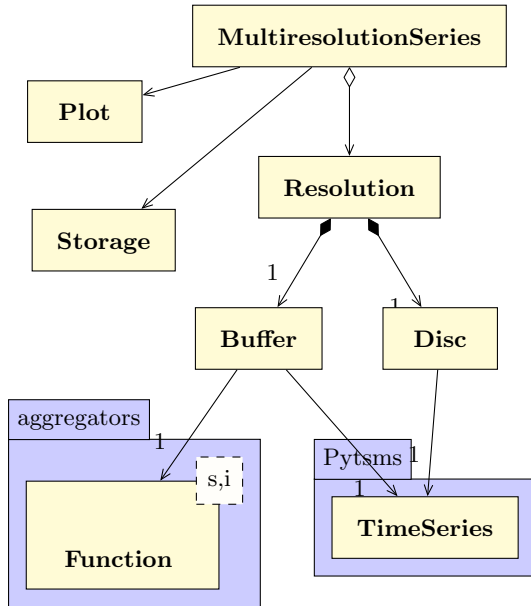 MultiresolutionSeries
Plot
Resolution
Storage
1
1
Buffer
Disc
aggregators
1
Pytsms
1
s,i
1
TimeSeries
Function